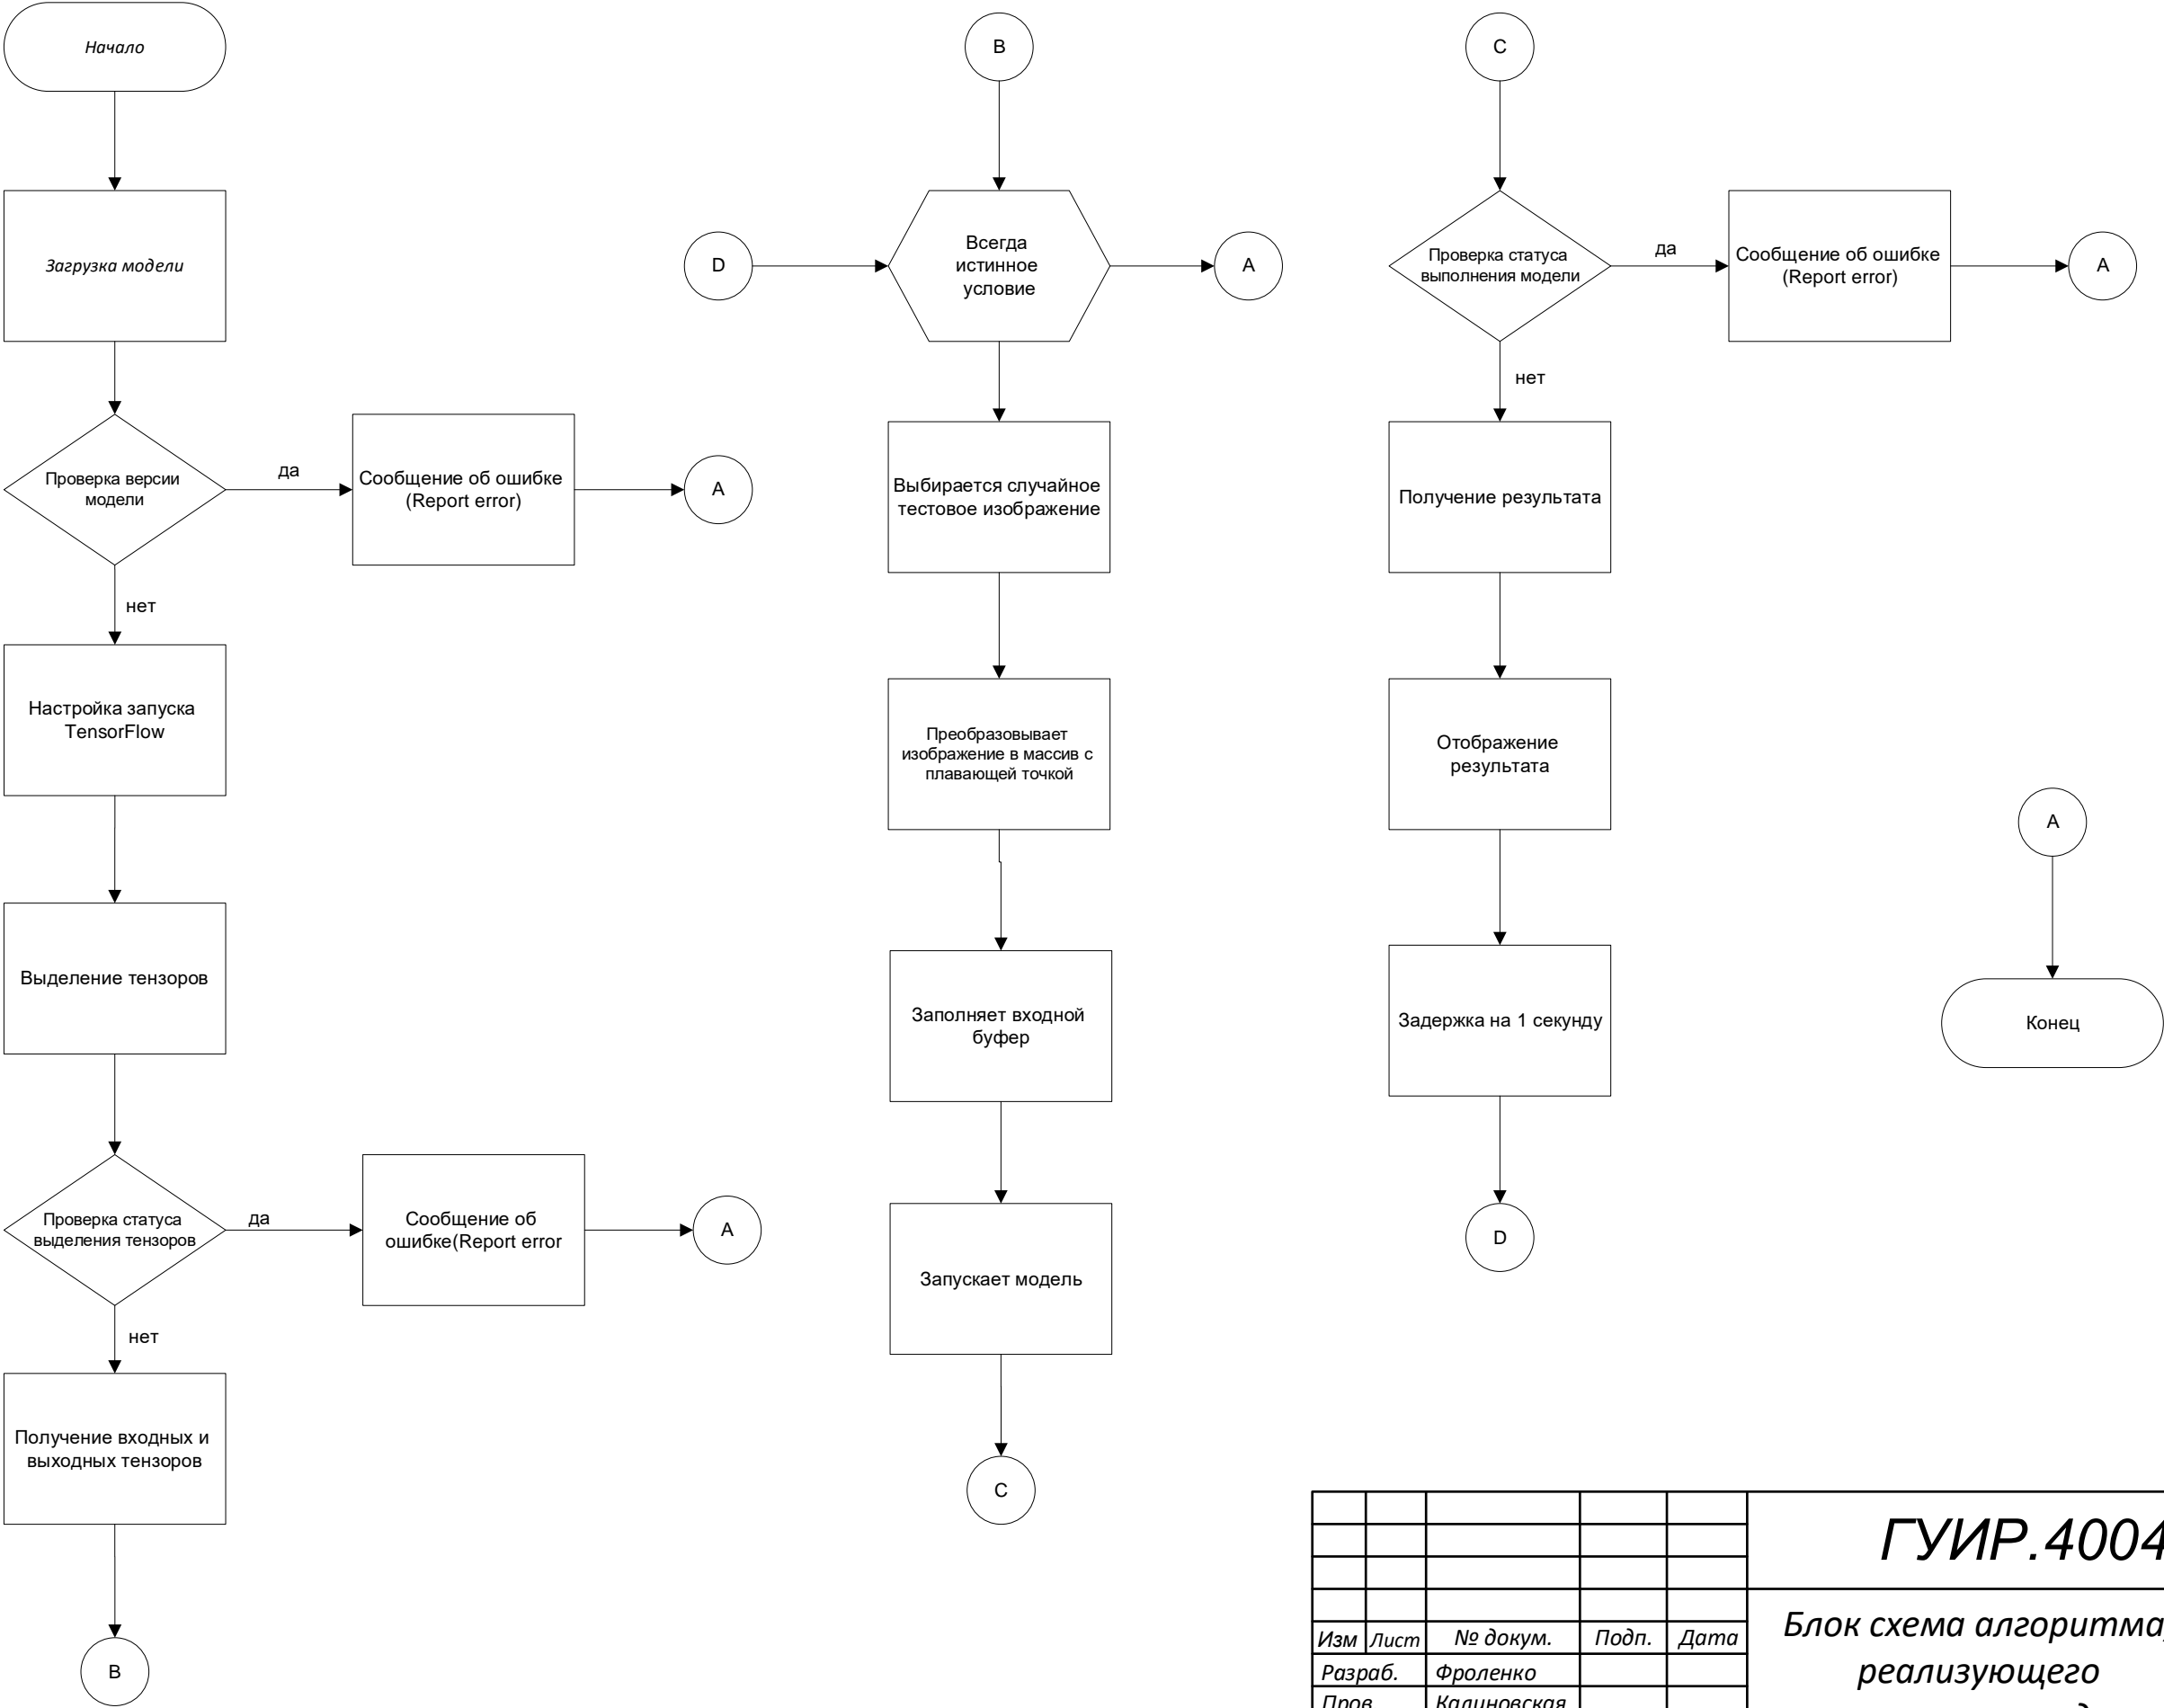 Начало
Загрузка модели
Проверка версии
модели
да
Сообщение об ошибке
(Report error)
A
нет
Настройка запуска
TensorFlow
Выделение тензоров
Проверка статуса
выделения тензоров
да
Сообщение об
ошибке(Report error
A
нет
Получение входных и
выходных тензоров
B
B
D
Всегда
истинное
условие
A
Выбирается случайное
тестовое изображение
Преобразовывает
изображение в массив с
плавающей точкой
Заполняет входной
буфер
Запускает модель
C
C
Проверка статуса
выполнения модели
да
Сообщение об ошибке
(Report error)
A
нет
Получение результата
Отображение
результата
Задержка на 1 секунду
D
A
Конец
ГУИР.4004
Изм Лист № докум. Подп. Дата
Разраб. Фроленко
Пров Калиновская
Блок схема алгоритма,
реализующего